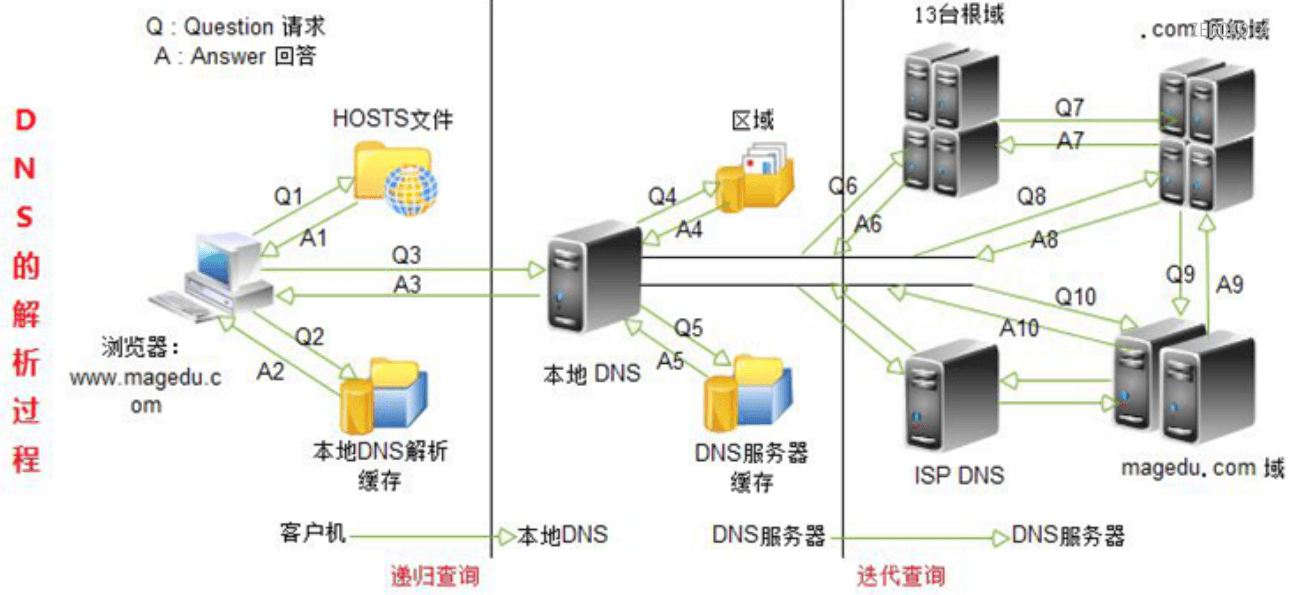 Q : Question 请求
A : Answer 回答
DNS的解析过程
HOSTS文件
Q1
A1
Q3
A3
Q2
A2
浏览器:
www.magedu.c
om
本地DNS解析
缓存
区域
Q4
A4
本地 DNS
Q5
A5
DNS服务器
缓存
13台根域
.com 顶级域
Q7
A7
Q6
A6
Q8
A8
Q9
A9
Q10
A10
ISP DNS
magedu.com 域
客户机
本地DNS
DNS服务器
DNS服务器
递归查询
迭代查询